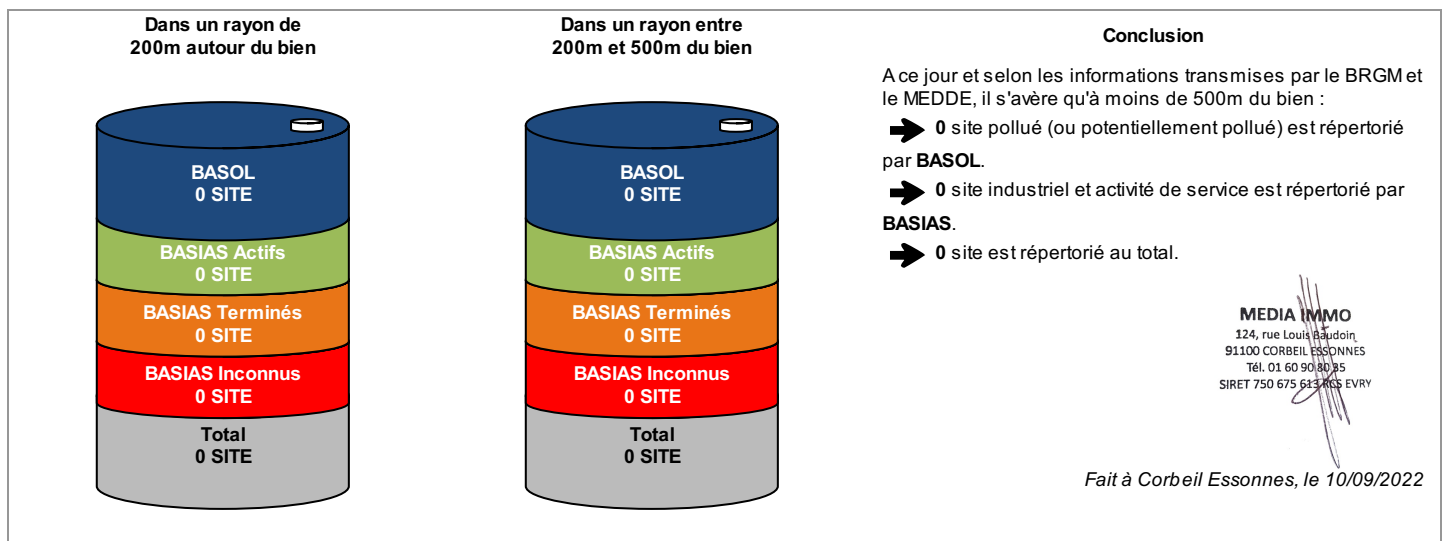 Dans un rayon de
200m autour du bien
BASOL
0 SITE
BASIAS Actifs
0 SITE
BASIAS Terminés
0 SITE
BASIAS Inconnus
0 SITE
Total
0 SITE
Dans un rayon entre
200m et 500m du bien
BASOL
0 SITE
BASIAS Actifs
0 SITE
BASIAS Terminés
0 SITE
BASIAS Inconnus
0 SITE
Total
0 SITE
Conclusion
A ce jour et selon les informations transmises par le BRGM et
le MEDDE, il s'avère qu'à moins de 500m du bien :
0 site pollué (ou potentiellement pollué) est répertorié
par BASOL.
0 site industriel et activité de service est répertorié par
BASIAS.
0 site est répertorié au total.
MEDIA IMMO
124, rue Louis Baudoin
91100 CORBEIL ESSONNES
Tél. 01 60 90 80 85
SIRET 750 675 613 RCS EVRY
Fait à Corbeil Essonnes, le 10/09/2022